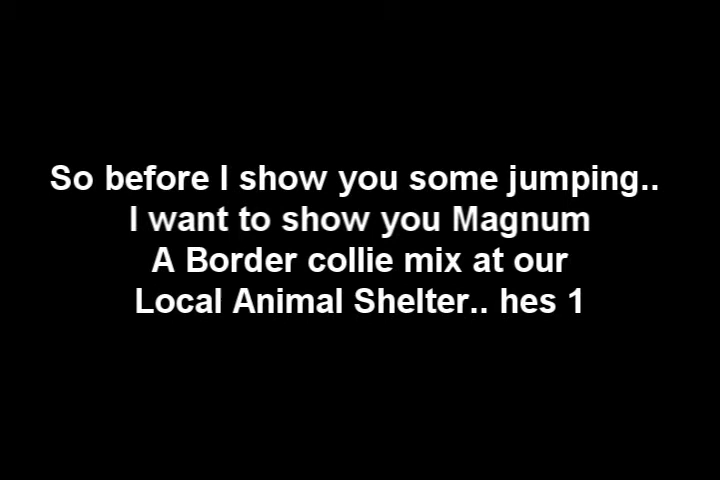 So before I show you some jumping..
I want to show you Magnum
A Border collie mix at our
Local Animal Shelter.. hes 1